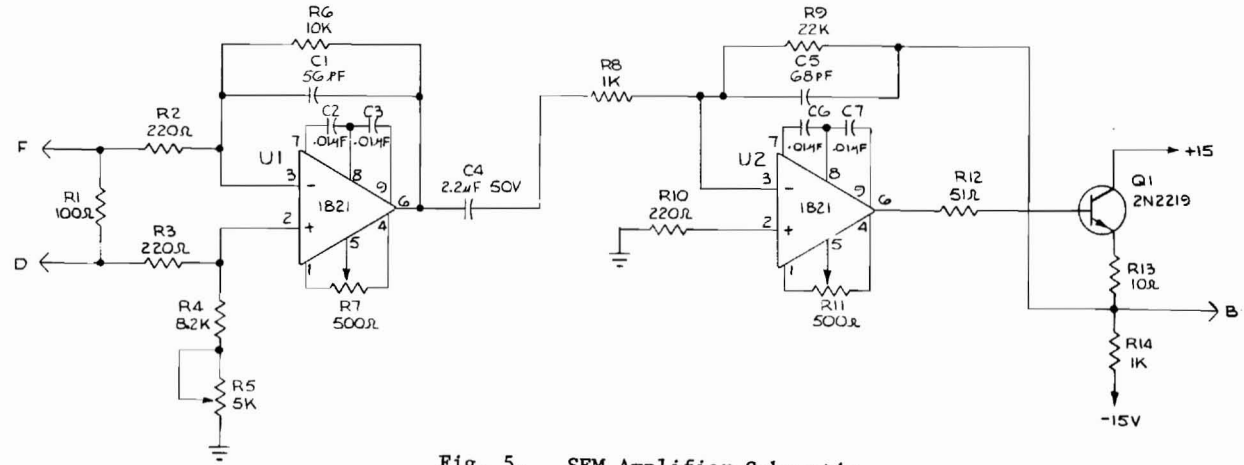 R6
10K
C1
56 PF
R2
220Ω
F
R1
100Ω
D
R3
220Ω
R4
8.2K
R5
5K
C2
.01μF
C3
.01μF
U1
7
3
-
8
9
1821
6
2
+
5
4
1
R7
500Ω
C4
2.2μF 50V
R8
1K
R9
22K
C5
68pF
C6
.01μF
C7
.01μF
U2
7
3
-
8
9
1821
6
2
+
5
4
1
R10
220Ω
R11
500Ω
R12
51Ω
+15
Q1
2N2219
R13
10Ω
B
R14
1K
-15V
Fig. 5. SEM Amplifier Schematic